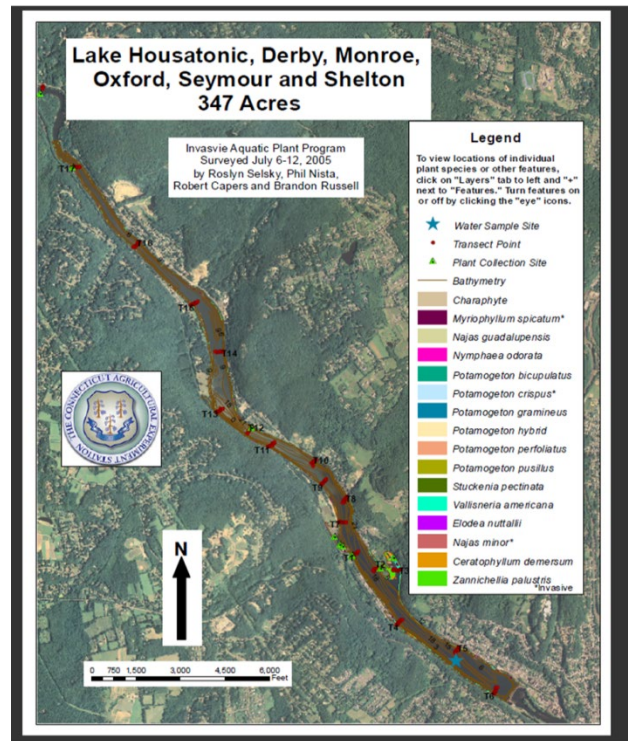 Lake Housatonic, Derby, Monroe,
Oxford, Seymour and Shelton
347 Acres
Invasvie Aquatic Plant Program
Surveyed July 6-12, 2005
by Roslyn Selsky, Phil Nista,
Robert Capers and Brandon Russell
Legend
To view locations of individual
plant species or other features,
click on "Layers" tab to left and "+"
next to "Features." Turn features on
or off by clicking the "eye" icons.
Water Sample Site
Transect Point
Plant Collection Site
Bathymetry
Charaphyte
Myriophyllum spicatum*
Najas guadalupensis
Nymphaea odorata
Potamogeton bicupulatus
Potamogeton crispus*
Potamogeton gramineus
Potamogeton hybrid
Potamogeton perfoliatus
Potamogeton pusillus
Stuckenia pectinata
Vallisneria americana
Elodea nuttallii
Najas minor*
Ceratophyllum demersum
Zannichellia palustris
*Invasive
T17
T16
T15
T14
T13
T12
T11
T10
T9
T8
T7
T2
T4
T5
T6
THE CONNECTICUT AGRICULTURAL
EXPERIMENT STATION
N
0 750 1,500 3,000 4,500 6,000
Feet